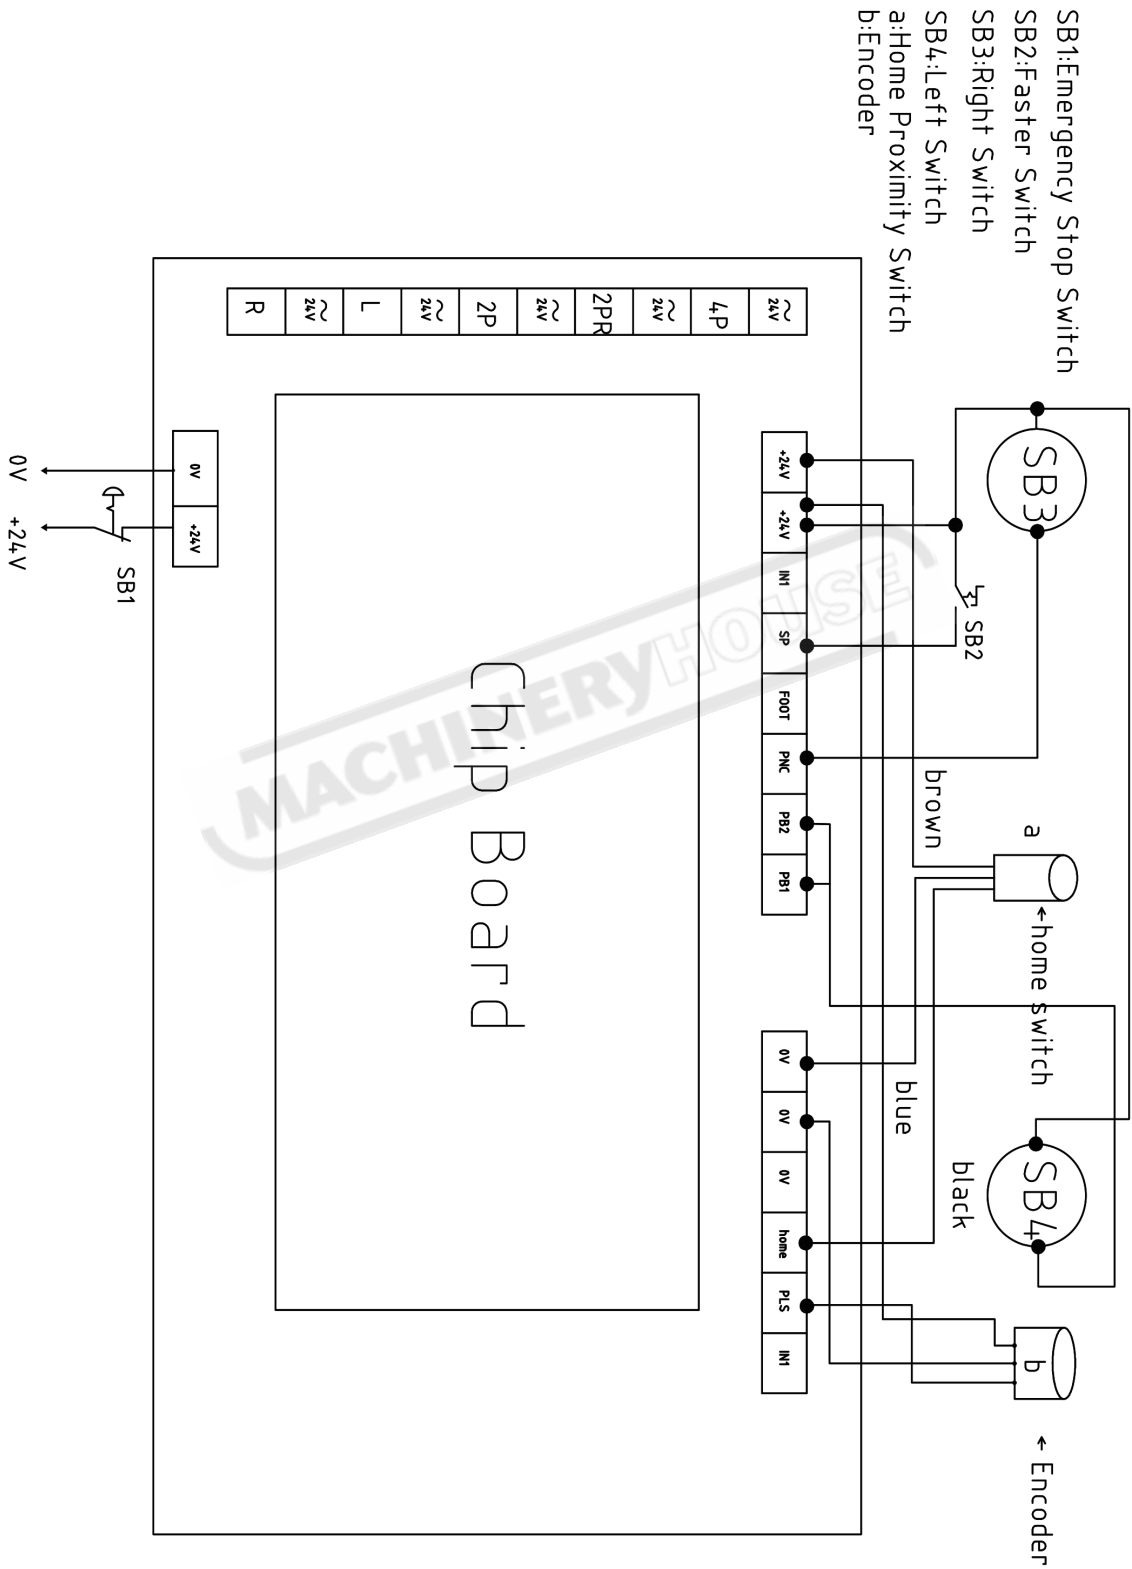 SB1:Emergency Stop Switch
SB2:Faster Switch
SB3:Right Switch
SB4:Left Switch
a:Home Proximity Switch
b:Encoder
SB3
SB2
brown
a
←home switch
blue
black
SB4
b
← Encoder
+24V
+24V
IN1
SP
FOOT
PNC
PB2
PB1
0V
0V
0V
home
PLS
IN1
~ 24V
4P
~ 24V
2PR
~ 24V
2P
~ 24V
L
~ 24V
R
Chip Board
MACHINERYHOUSE
0V
+24V
SB1
0V
+24V